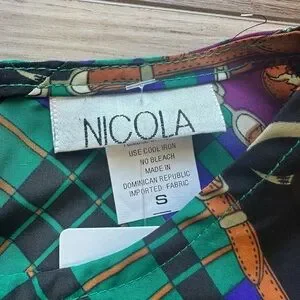 NICOLA
USE COOL IRON
NO BLEACH
MADE IN
DOMINICAN REPUBLIC
IMPORTED FABRIC
S